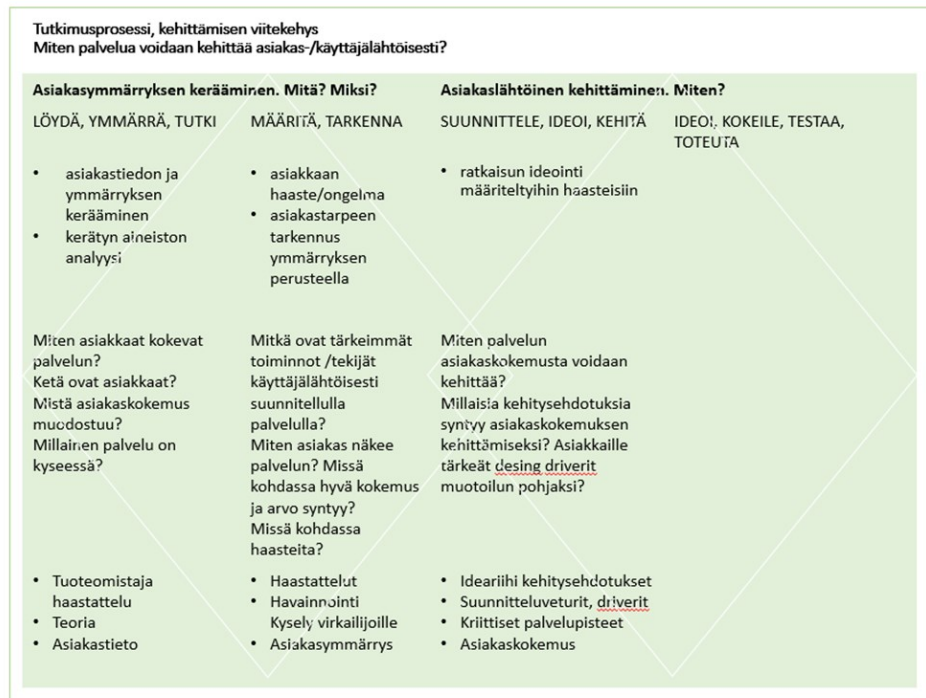 Tutkimusprosessi, kehittämisen viitekehys
Miten palvelua voidaan kehittää asiakas-/käyttäjälähtöisesti?
Asiakasymmärryksen kerääminen. Mitä? Miksi?
Asiakaslähtöinen kehittäminen. Miten?
LÖYDÄ, YMMÄRRÄ, TUTKI
• asiakastiedon ja
ymmärryksen
kerääminen
• kerätyn aineiston
analyysi
Miten asiakkaat kokevat
palvelun?
Ketä ovat asiakkaat?
Mistä asiakaskokemus
muodostuu?
Millainen palvelu on
kyseessä?
• Tuoteomistaja
haastattelu
• Teoria
• Asiakastieto
MÄÄRITÄ, TARKENNA
• asiakkaan
haaste/ongelma
• asiakastarpeen
tarkennus
ymmärryksen
perusteella
Mitkä ovat tärkeimmät
toiminnot /tekijät
käyttäjälähtöisesti
suunnitellulla
palvelulla?
Miten asiakas näkee
palvelun? Missä
kohdassa hyvä kokemus
ja arvo syntyy?
Missä kohdassa
haasteita?
• Haastattelut
• Havainnointi
Kysely virkailijoille
• Asiakasymmärrys
SUUNNITTELE, IDEOI, KEHITÄ
• ratkaisun ideointi
määriteltyihin haasteisiin
Miten palvelun
asiakaskokemusta voidaan
kehittää?
Millaisia kehitysehdotuksia
syntyy asiakaskokemuksen
kehittämiseksi? Asiakkaille
tärkeät desing driverit
muotoilun pohjaksi?
• Ideariihi kehitysehdotukset
• Suunnitteluveturit, driverit
• Kriittiset palvelupisteet
• Asiakaskokemus
IDEOI, KOKEILE, TESTAA,
TOTEUTA